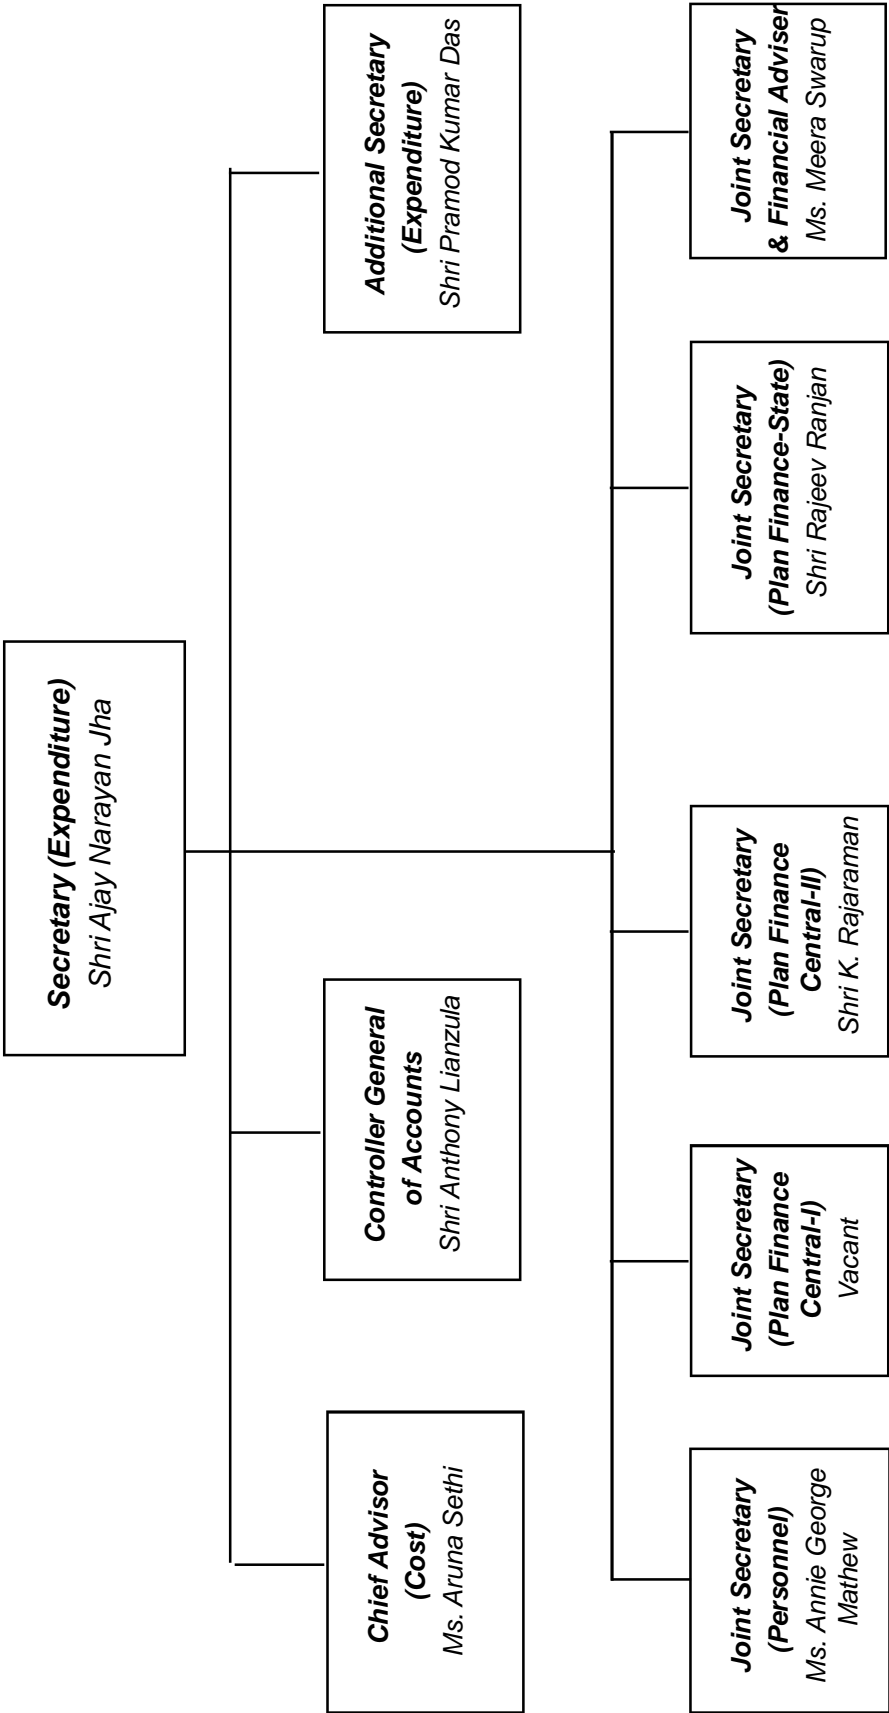 Secretary (Expenditure)
Shri Ajay Narayan Jha
Chief Advisor
(Cost)
Ms. Aruna Sethi
Controller General
of Accounts
Shri Anthony Lianzula
Additional Secretary
(Expenditure)
Shri Pramod Kumar Das
Joint Secretary
(Personnel)
Ms. Annie George
Mathew
Joint Secretary
(Plan Finance
Central-I)
Vacant
Joint Secretary
(Plan Finance
Central-II)
Shri K. Rajaraman
Joint Secretary
(Plan Finance-State)
Shri Rajeev Ranjan
Joint Secretary
& Financial Adviser
Ms. Meera Swarup